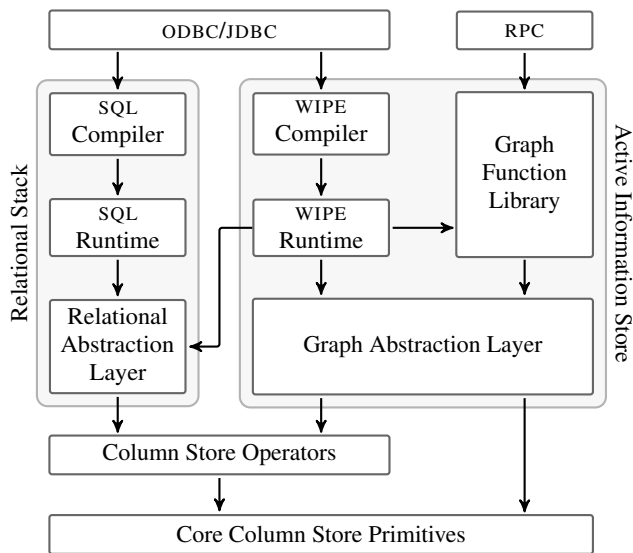 ODBC/JDBC
RPC
Relational Stack
SQL
Compiler
WIPE
Compiler
Graph
Function
Library
Active Information Store
SQL
Runtime
WIPE
Runtime
Relational
Abstraction
Layer
Graph Abstraction Layer
Column Store Operators
Core Column Store Primitives